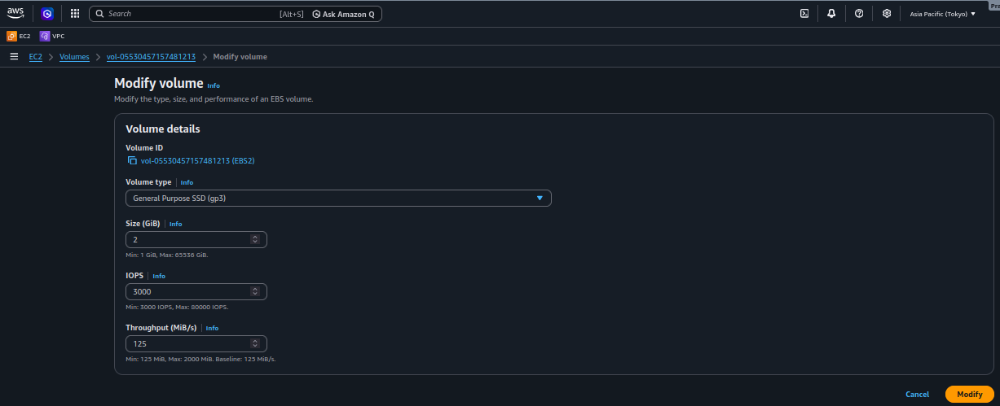 aws Search [Alt+S] Ask Amazon Q Asia Pacific (Tokyo) Pra
EC2 VPC
EC2 > Volumes > vol-05530457157481213 > Modify volume
Modify volume Info
Modify the type, size, and performance of an EBS volume.
Volume details
Volume ID
vol-05530457157481213 (EBS2)
Volume type | Info
General Purpose SSD (gp3)
Size (GiB) | Info
2
Min: 1 GiB, Max: 65536 GiB.
IOPS | Info
3000
Min: 3000 IOPS, Max: 80000 IOPS.
Throughput (MiB/s) | Info
125
Min: 125 MiB, Max: 2000 MiB. Baseline: 125 MiB/s.
Cancel Modify